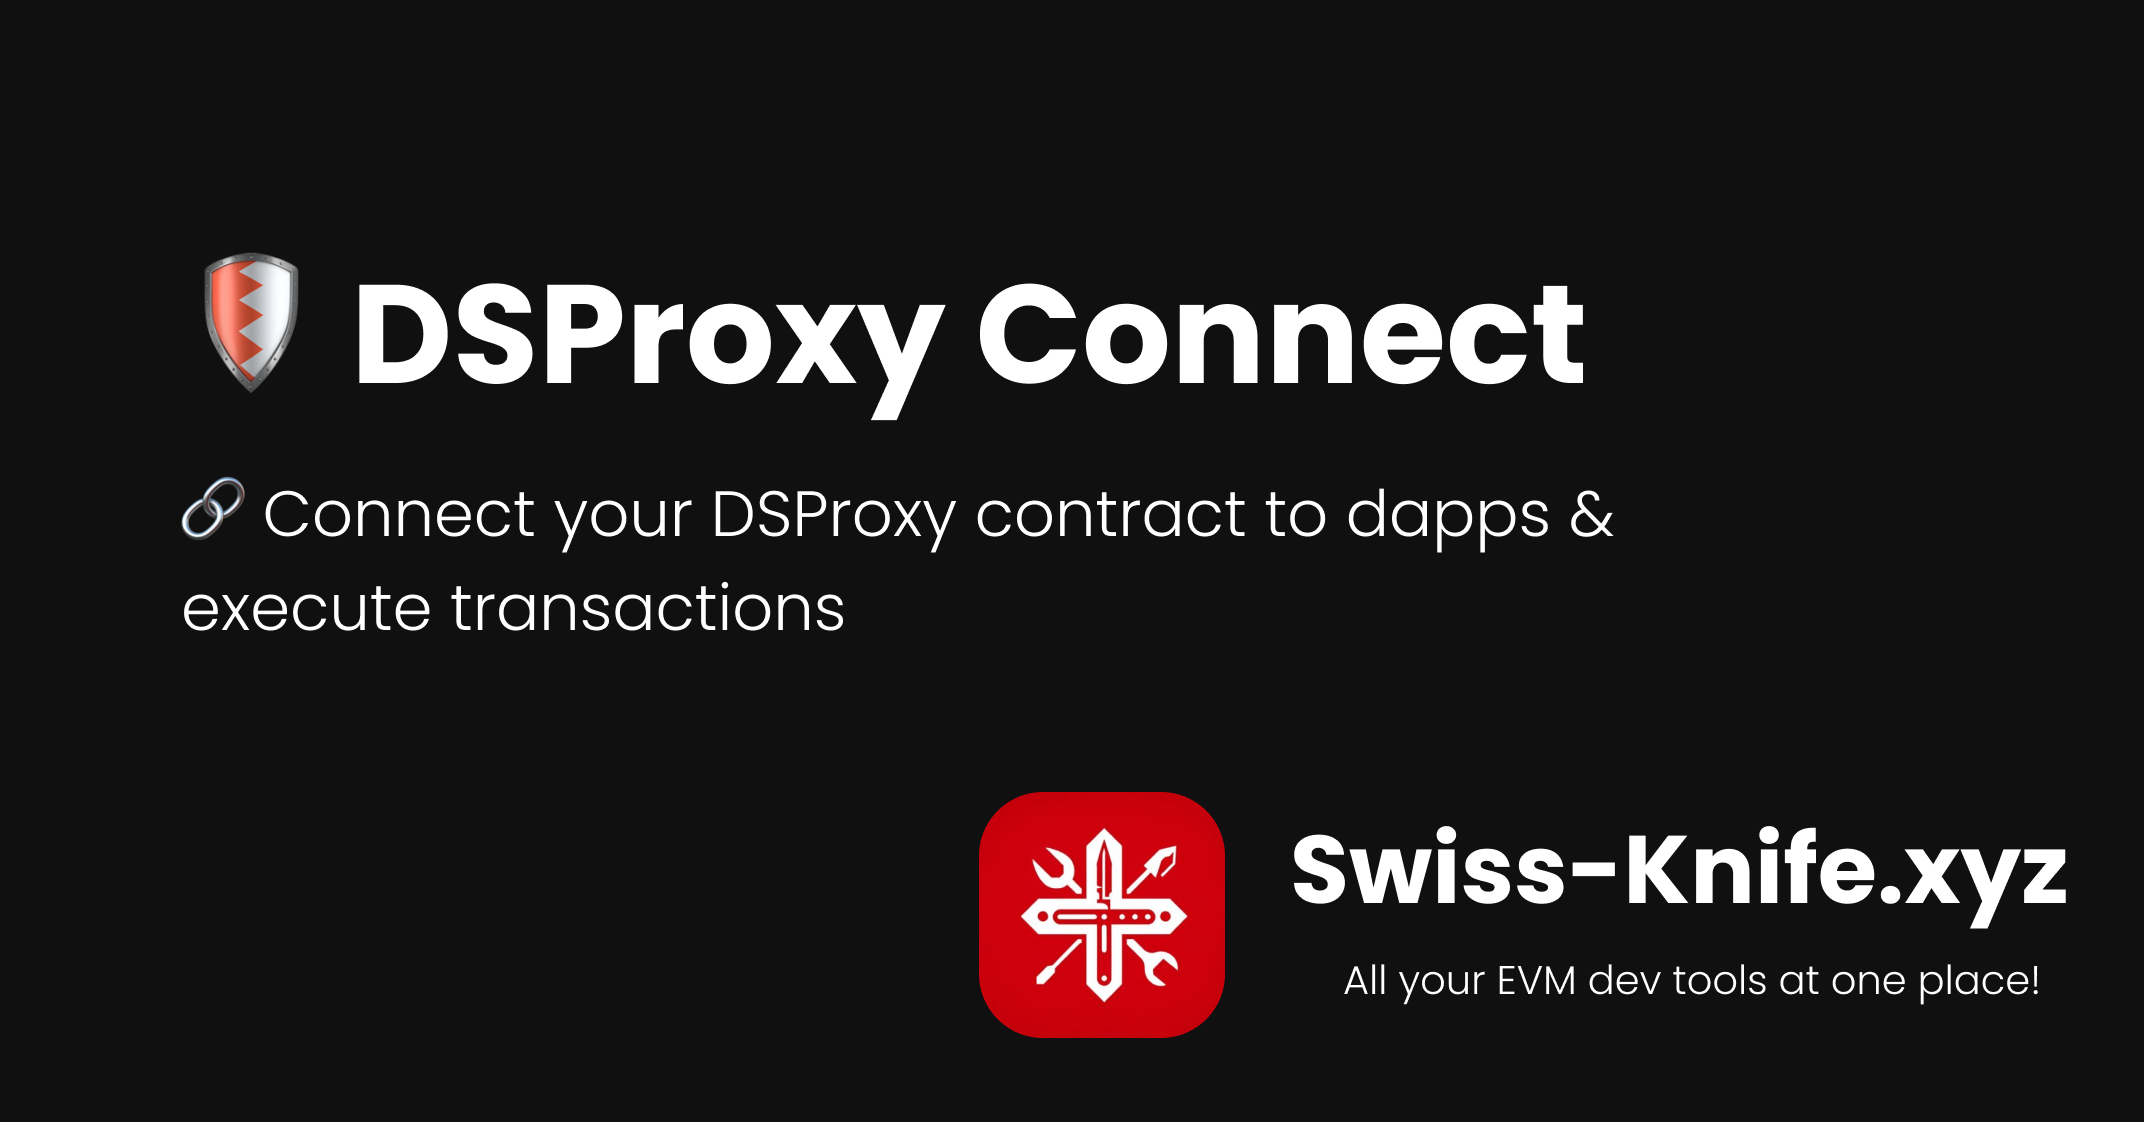 🛡️ DSProxy Connect
🔗 Connect your DSProxy contract to dapps &
execute transactions
Swiss-Knife.xyz
All your EVM dev tools at one place!